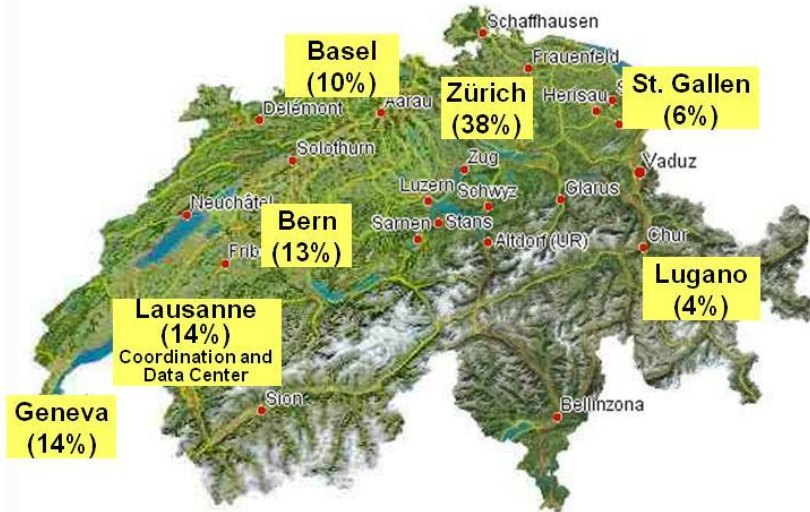 Schaffhausen
Basel
(10%)
Frauenfeld
Zürich
(38%)
St. Gallen
(6%)
Herisau
Aarau
Delémont
Solothurn
Zug
Vaduz
Luzern
Schwyz
Glarus
Neuchâtel
Bern
(13%)
Sarnen
Stans
Altdorf (UR)
Chur
Lugano
(4%)
Lausanne
(14%)
Coordination and
Data Center
Geneva
(14%)
Sion
Bellinzona